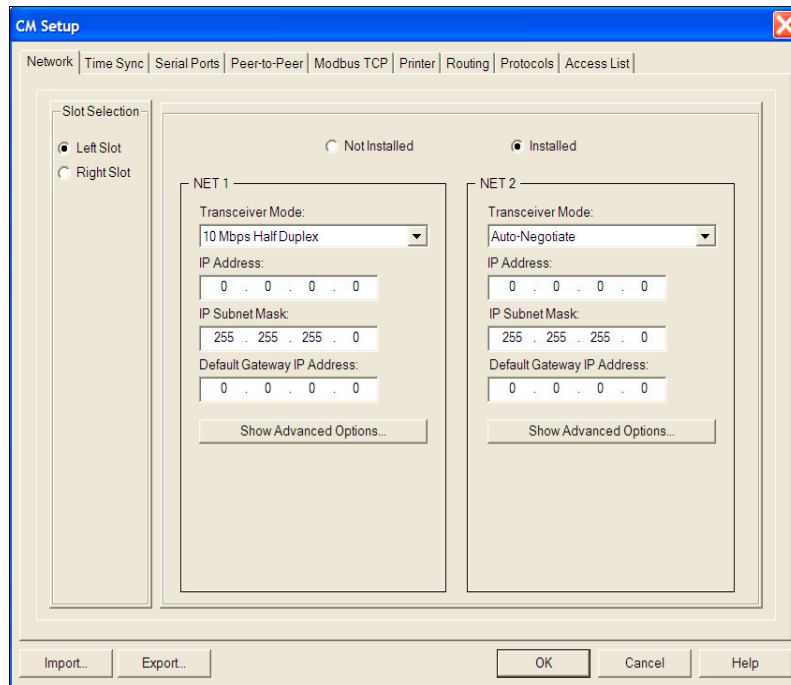 CM Setup
Network Time Sync Serial Ports Peer-to-Peer Modbus TCP Printer Routing Protocols Access List
Slot Selection
Left Slot
Right Slot
Not Installed Installed
NET 1
Transceiver Mode:
10 Mbps Half Duplex
IP Address:
0 . 0 . 0 . 0
IP Subnet Mask:
255 . 255 . 255 . 0
Default Gateway IP Address:
0 . 0 . 0 . 0
Show Advanced Options...
NET 2
Transceiver Mode:
Auto-Negotiate
IP Address:
0 . 0 . 0 . 0
IP Subnet Mask:
255 . 255 . 255 . 0
Default Gateway IP Address:
0 . 0 . 0 . 0
Show Advanced Options...
Import... Export... OK Cancel Help